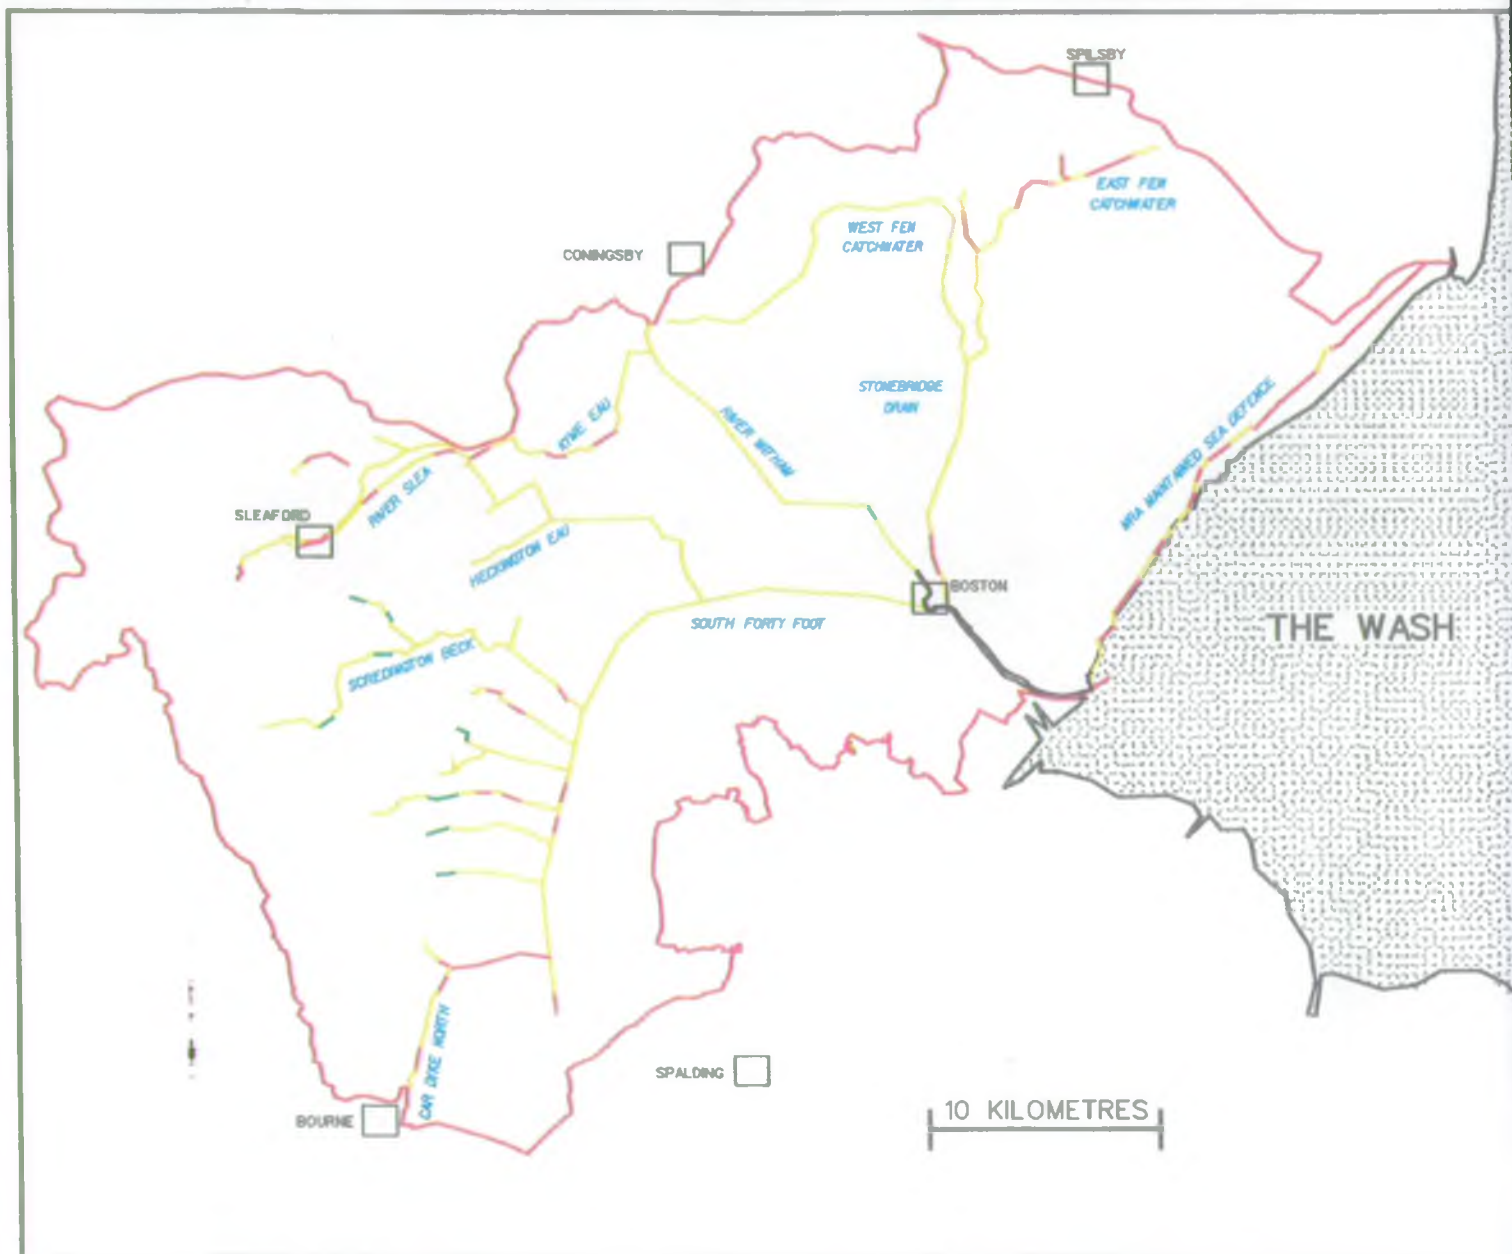 SPILSBY
EAST FEN
CATCHWATER
WEST FEN
CATCHWATER
CONINGSBY
STONEBRIDGE
DRAIN
KYME EAU
RIVER WITHAM
NRA MAINTAINED SEA DEFENCE
RIVER SLEA
SLEAFORD
HECKINGTON EAU
BOSTON
SOUTH FORTY FOOT
THE WASH
SCREDINGTON BECK
CAR DYKE NORTH
SPALDING
BOURNE
10 KILOMETRES